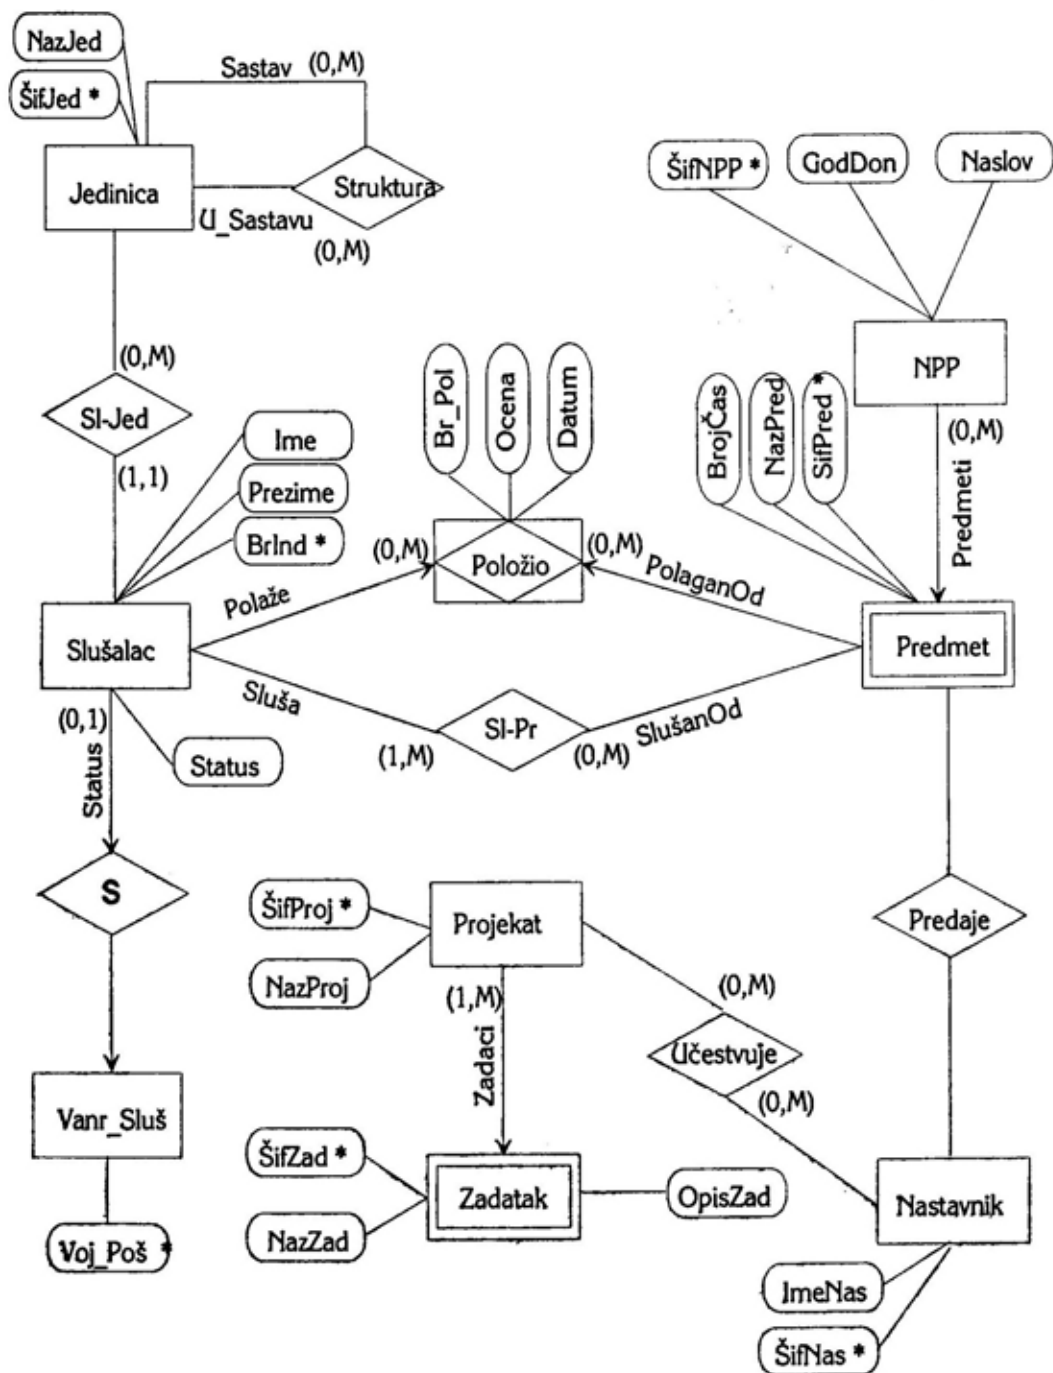 NazJed
ŠifJed *
Sastav (0,M)
Jedinica
Struktura
U_Sastavu
(0,M)
ŠifNPP *
GodDon
Naslov
NPP
(0,M)
Predmeti
(0,M)
Sl-Jed
(1,1)
Ime
Prezime
BrInd *
Br_Pol
Ocena
Datum
BrojČas
NazPred
SifPred *
(0,M)
Položio
(0,M)
Polaže
PolaganOd
Slušalac
Predmet
Sluša
Sl-Pr
SlušanOd
(1,M)
(0,M)
(0,1)
Status
Status
S
Predaje
ŠifProj *
Projekat
NazProj
(1,M)
Zadaci
(0,M)
Učestvuje
(0,M)
Vanr_Sluš
Voj_Poš *
ŠifZad *
Zadatak
OpisZad
NazZad
Nastavnik
ImeNas
ŠifNas *